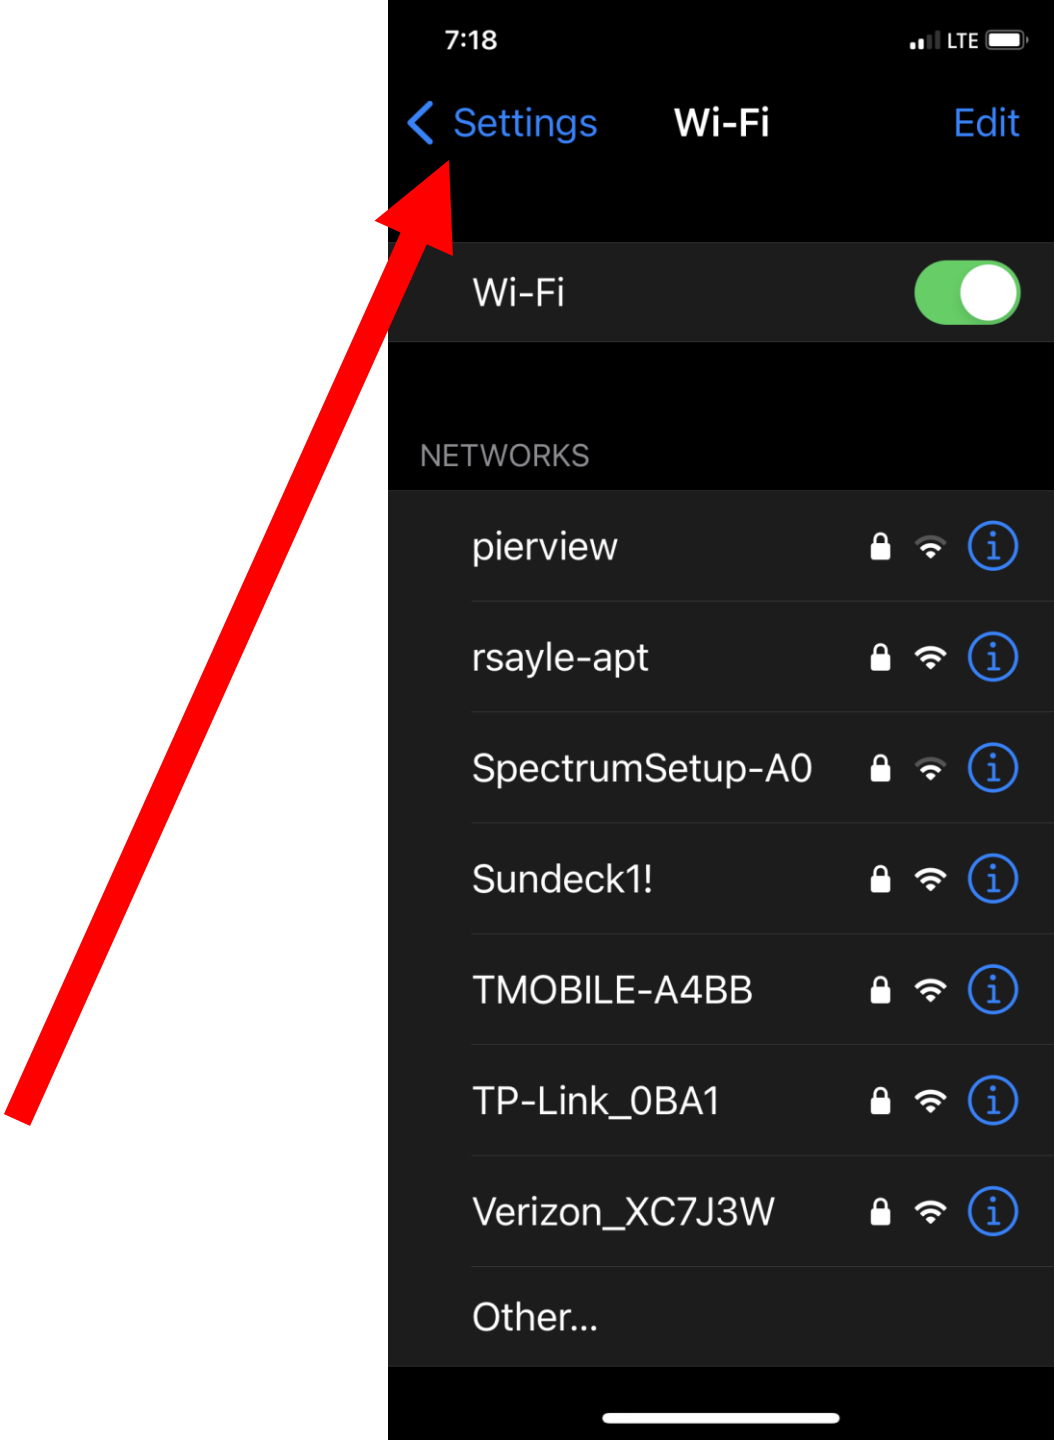 7:18 LTE
Settings Wi-Fi Edit
Wi-Fi
NETWORKS
pierview
rsayle-apt
SpectrumSetup-A0
Sundeck1!
TMOBILE-A4BB
TP-Link_0BA1
Verizon_XC7J3W
Other...